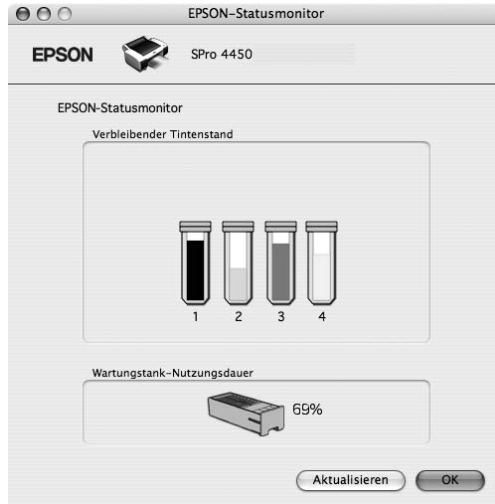 EPSON-Statusmonitor
EPSON
SPro 4450
EPSON-Statusmonitor
Verbleibender Tintenstand
1 2 3 4
Wartungstank-Nutzungsdauer
69%
Aktualisieren
OK